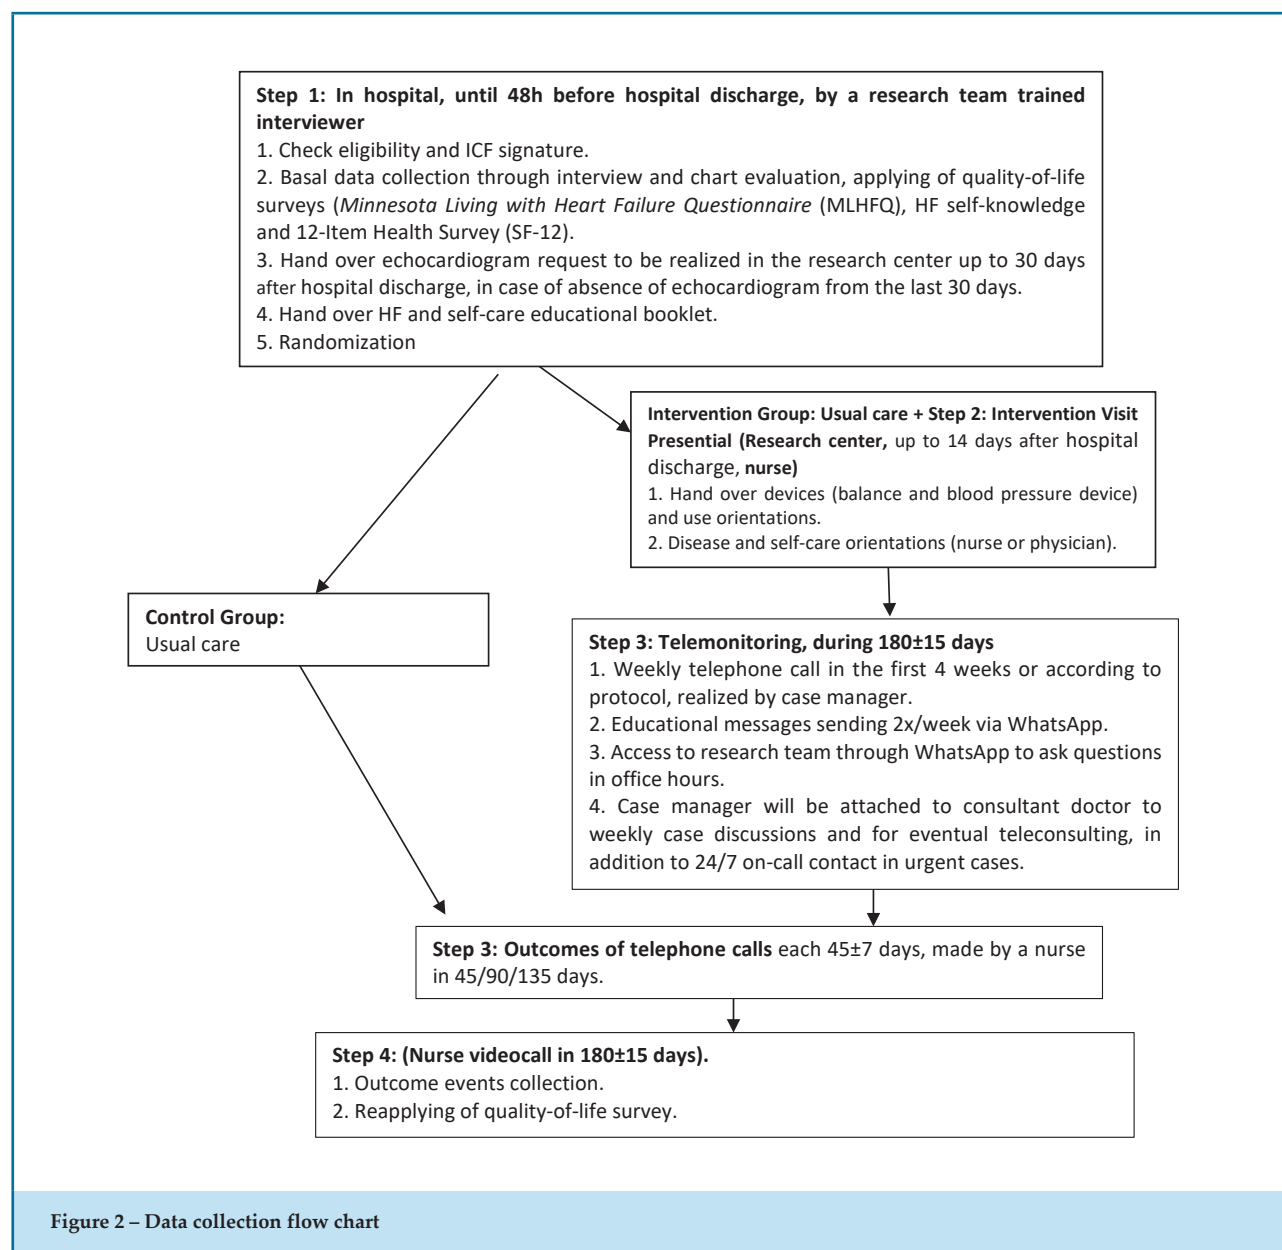 Step 1: In hospital, until 48h before hospital discharge, by a research team trained
interviewer
1. Check eligibility and ICF signature.
2. Basal data collection through interview and chart evaluation, applying of quality-of-life
surveys (Minnesota Living with Heart Failure Questionnaire (MLHFQ), HF self-knowledge
and 12-Item Health Survey (SF-12).
3. Hand over echocardiogram request to be realized in the research center up to 30 days
after hospital discharge, in case of absence of echocardiogram from the last 30 days.
4. Hand over HF and self-care educational booklet.
5. Randomization
Intervention Group: Usual care + Step 2: Intervention Visit
Presential (Research center, up to 14 days after hospital
discharge, nurse)
1. Hand over devices (balance and blood pressure device)
and use orientations.
2. Disease and self-care orientations (nurse or physician).
Control Group:
Usual care
Step 3: Telemonitoring, during 180±15 days
1. Weekly telephone call in the first 4 weeks or according to
protocol, realized by case manager.
2. Educational messages sending 2x/week via WhatsApp.
3. Access to research team through WhatsApp to ask questions
in office hours.
4. Case manager will be attached to consultant doctor to
weekly case discussions and for eventual teleconsulting, in
addition to 24/7 on-call contact in urgent cases.
Step 3: Outcomes of telephone calls each 45±7 days, made by a nurse
in 45/90/135 days.
Step 4: (Nurse videocall in 180±15 days).
1. Outcome events collection.
2. Reapplying of quality-of-life survey.
Figure 2 – Data collection flow chart